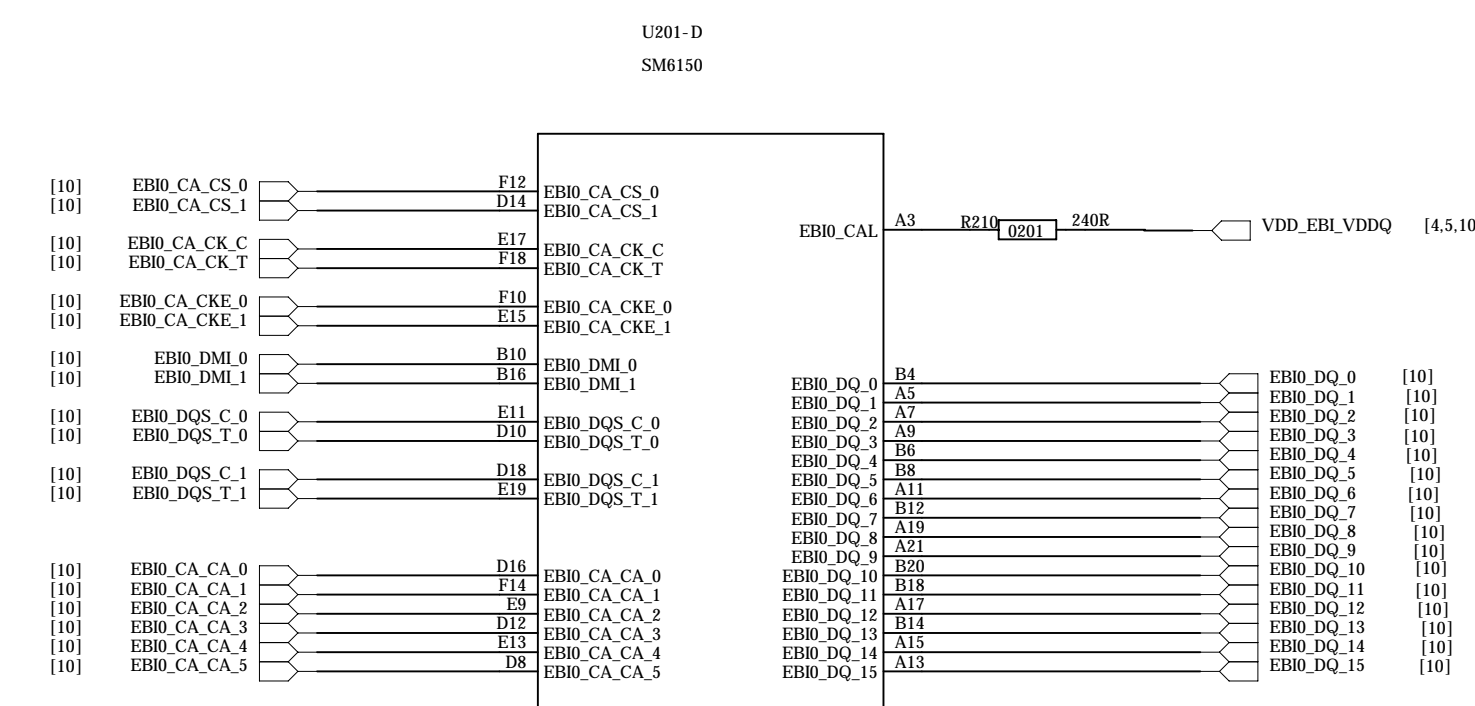 U201-D
SM6150
[10] EBI0_CA_CS_0 F12 EBI0_CA_CS_0
[10] EBI0_CA_CS_1 D14 EBI0_CA_CS_1
EBI0_CAL A3 R210 0201 240R VDD_EBI_VDDQ [4,5,10
[10] EBI0_CA_CK_C E17 EBI0_CA_CK_C
[10] EBI0_CA_CK_T F18 EBI0_CA_CK_T
[10] EBI0_CA_CKE_0 F10 EBI0_CA_CKE_0
[10] EBI0_CA_CKE_1 E15 EBI0_CA_CKE_1
[10] EBI0_DMI_0 B10 EBI0_DMI_0
[10] EBI0_DMI_1 B16 EBI0_DMI_1
[10] EBI0_DQS_C_0 E11 EBI0_DQS_C_0
[10] EBI0_DQS_T_0 D10 EBI0_DQS_T_0
[10] EBI0_DQS_C_1 D18 EBI0_DQS_C_1
[10] EBI0_DQS_T_1 E19 EBI0_DQS_T_1
[10] EBI0_CA_CA_0 D16 EBI0_CA_CA_0
[10] EBI0_CA_CA_1 F14 EBI0_CA_CA_1
[10] EBI0_CA_CA_2 E9 EBI0_CA_CA_2
[10] EBI0_CA_CA_3 D12 EBI0_CA_CA_3
[10] EBI0_CA_CA_4 E13 EBI0_CA_CA_4
[10] EBI0_CA_CA_5 D8 EBI0_CA_CA_5
EBI0_DQ_0 B4 EBI0_DQ_0 [10]
EBI0_DQ_1 A5 EBI0_DQ_1 [10]
EBI0_DQ_2 A7 EBI0_DQ_2 [10]
EBI0_DQ_3 A9 EBI0_DQ_3 [10]
EBI0_DQ_4 B6 EBI0_DQ_4 [10]
EBI0_DQ_5 B8 EBI0_DQ_5 [10]
EBI0_DQ_6 A11 EBI0_DQ_6 [10]
EBI0_DQ_7 B12 EBI0_DQ_7 [10]
EBI0_DQ_8 A19 EBI0_DQ_8 [10]
EBI0_DQ_9 A21 EBI0_DQ_9 [10]
EBI0_DQ_10 B20 EBI0_DQ_10 [10]
EBI0_DQ_11 B18 EBI0_DQ_11 [10]
EBI0_DQ_12 A17 EBI0_DQ_12 [10]
EBI0_DQ_13 B14 EBI0_DQ_13 [10]
EBI0_DQ_14 A15 EBI0_DQ_14 [10]
EBI0_DQ_15 A13 EBI0_DQ_15 [10]